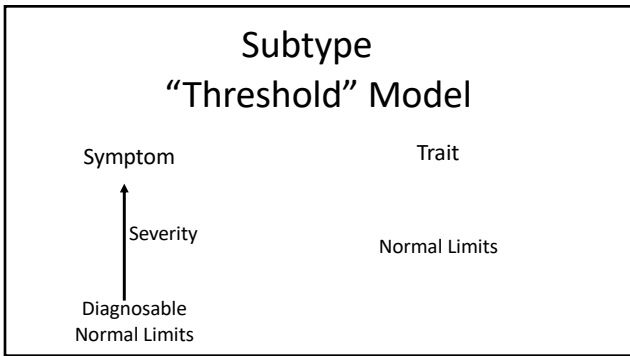 Subtype
“Threshold” Model
Symptom
Trait
Severity
Normal Limits
Diagnosable
Normal Limits